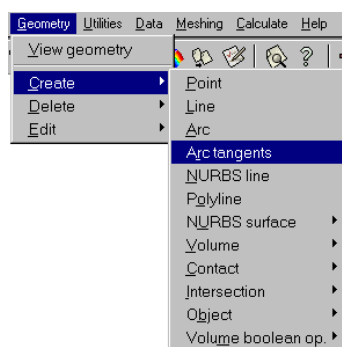 Geometry Utilities Data Meshing Calculate Help
View geometry
Create
Delete
Edit
Point
Line
Arc
Arc tangents
NURBS line
Polyline
NURBS surface
Volume
Contact
Intersection
Object
Volume boolean op.